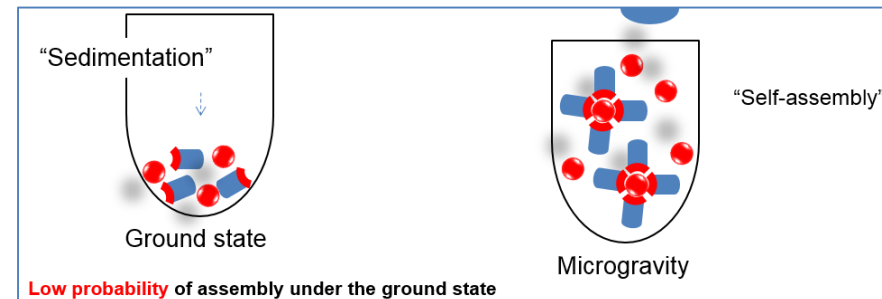 “Sedimentation”
Ground state
Low probability of assembly under the ground state
“Self-assembly”
Microgravity